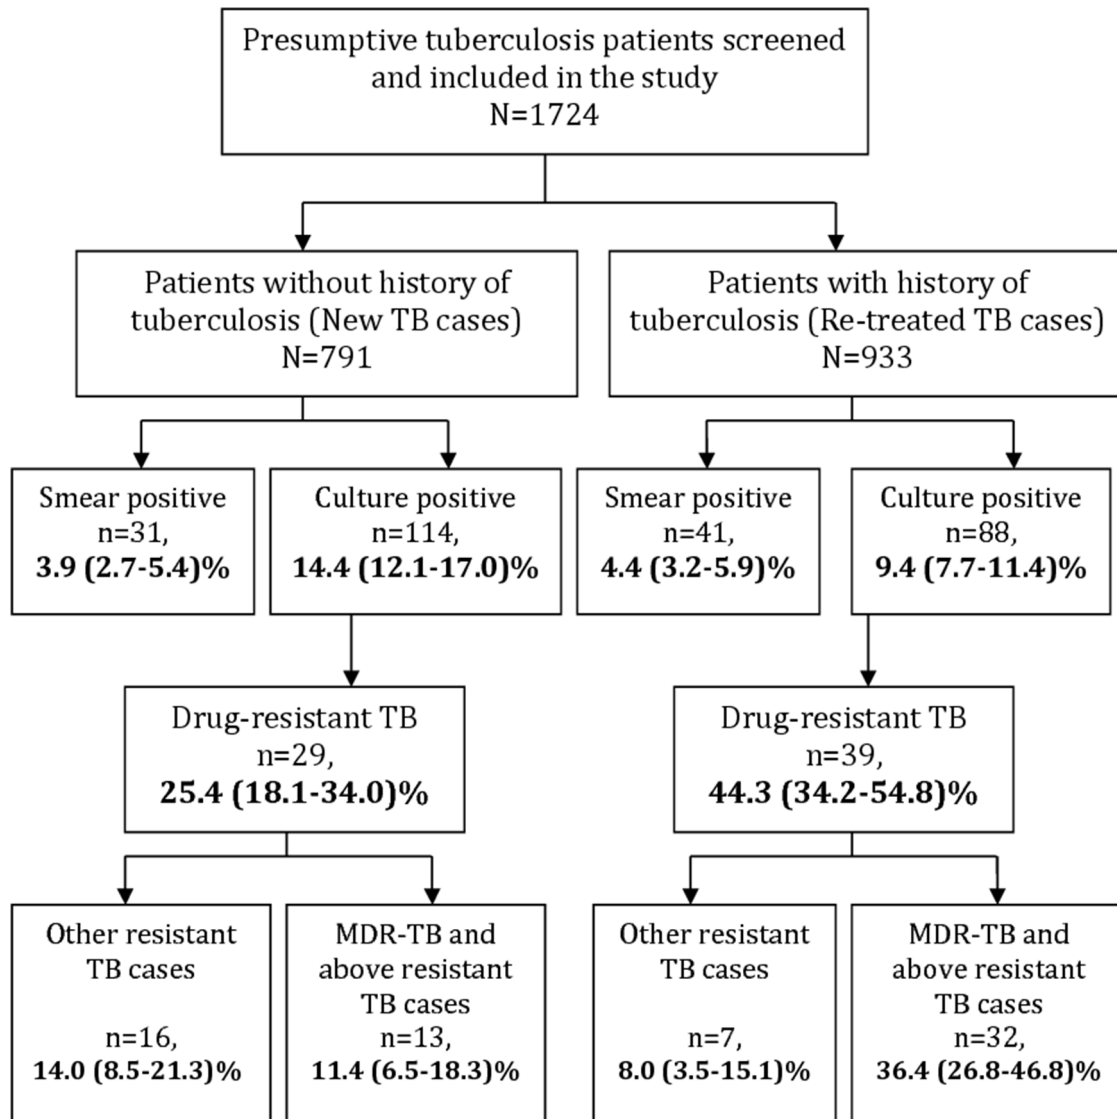 Presumptive tuberculosis patients screened
and included in the study
N=1724
Patients without history of
tuberculosis (New TB cases)
N=791
Patients with history of
tuberculosis (Re-treated TB cases)
N=933
Smear positive
n=31,
3.9 (2.7-5.4)%
Culture positive
n=114,
14.4 (12.1-17.0)%
Smear positive
n=41,
4.4 (3.2-5.9)%
Culture positive
n=88,
9.4 (7.7-11.4)%
Drug-resistant TB
n=29,
25.4 (18.1-34.0)%
Drug-resistant TB
n=39,
44.3 (34.2-54.8)%
Other resistant
TB cases
n=16,
14.0 (8.5-21.3)%
MDR-TB and
above resistant
TB cases
n=13,
11.4 (6.5-18.3)%
Other resistant
TB cases
n=7,
8.0 (3.5-15.1)%
MDR-TB and
above resistant
TB cases
n=32,
36.4 (26.8-46.8)%